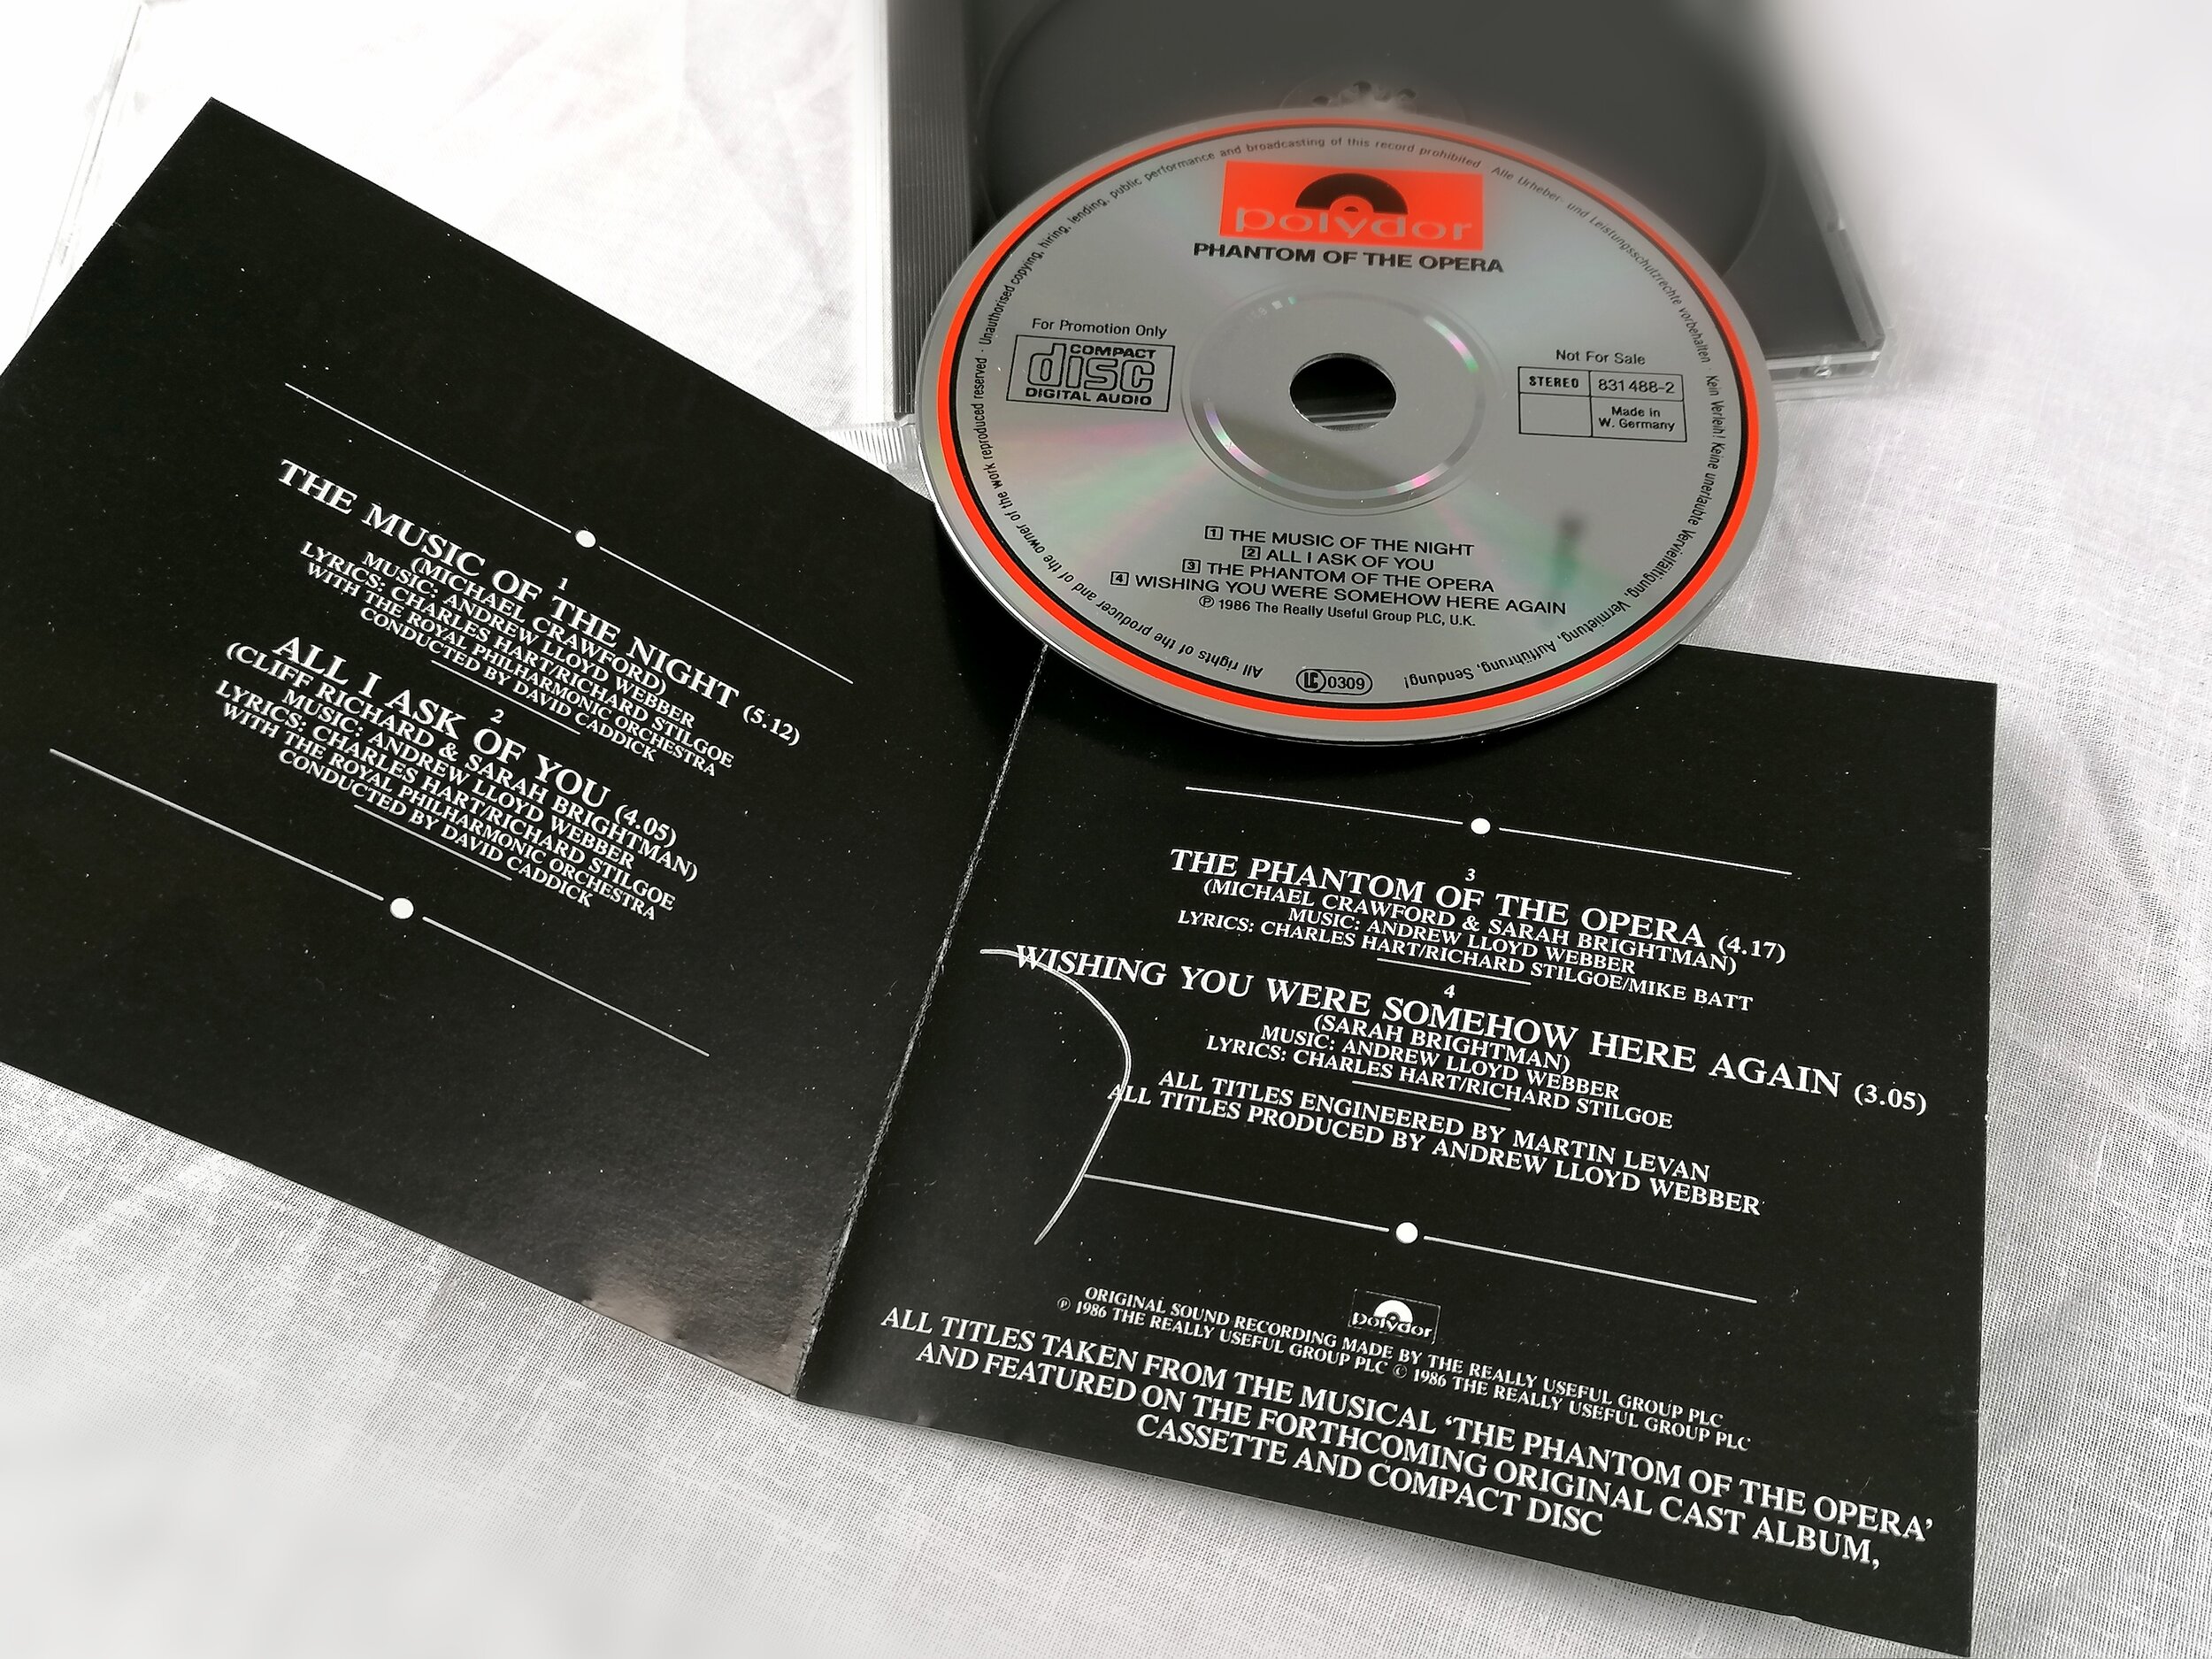 polydor
PHANTOM OF THE OPERA
For Promotion Only
COMPACT
disc
DIGITAL AUDIO
Not For Sale
STEREO 831 488-2
Made in
W. Germany
1 THE MUSIC OF THE NIGHT
2 ALL I ASK OF YOU
3 THE PHANTOM OF THE OPERA
4 WISHING YOU WERE SOMEHOW HERE AGAIN
℗ 1986 The Really Useful Group PLC, U.K.
LC 0309
All rights of the producer and of the owner of the work reproduced reserved · Unauthorised copying, hiring, lending, public performance and broadcasting of this record prohibited · Alle Urheber- und Leistungsschutzrechte vorbehalten · Kein Verleih! Keine unerlaubte Vervielfältigung, Vermietung, Aufführung, Sendung!
1
THE MUSIC OF THE NIGHT (5.12)
(MICHAEL CRAWFORD)
MUSIC: ANDREW LLOYD WEBBER
LYRICS: CHARLES HART/RICHARD STILGOE
WITH THE ROYAL PHILHARMONIC ORCHESTRA
CONDUCTED BY DAVID CADDICK
2
ALL I ASK OF YOU (4.05)
(CLIFF RICHARD & SARAH BRIGHTMAN)
MUSIC: ANDREW LLOYD WEBBER
LYRICS: CHARLES HART/RICHARD STILGOE
WITH THE ROYAL PHILHARMONIC ORCHESTRA
CONDUCTED BY DAVID CADDICK
3
THE PHANTOM OF THE OPERA (4.17)
(MICHAEL CRAWFORD & SARAH BRIGHTMAN)
MUSIC: ANDREW LLOYD WEBBER
LYRICS: CHARLES HART/RICHARD STILGOE/MIKE BATT
4
WISHING YOU WERE SOMEHOW HERE AGAIN (3.05)
(SARAH BRIGHTMAN)
MUSIC: ANDREW LLOYD WEBBER
LYRICS: CHARLES HART/RICHARD STILGOE
ALL TITLES ENGINEERED BY MARTIN LEVAN
ALL TITLES PRODUCED BY ANDREW LLOYD WEBBER
polydor
ORIGINAL SOUND RECORDING MADE BY THE REALLY USEFUL GROUP PLC
℗ 1986 THE REALLY USEFUL GROUP PLC © 1986 THE REALLY USEFUL GROUP PLC
ALL TITLES TAKEN FROM THE MUSICAL ‘THE PHANTOM OF THE OPERA’
AND FEATURED ON THE FORTHCOMING ORIGINAL CAST ALBUM,
CASSETTE AND COMPACT DISC